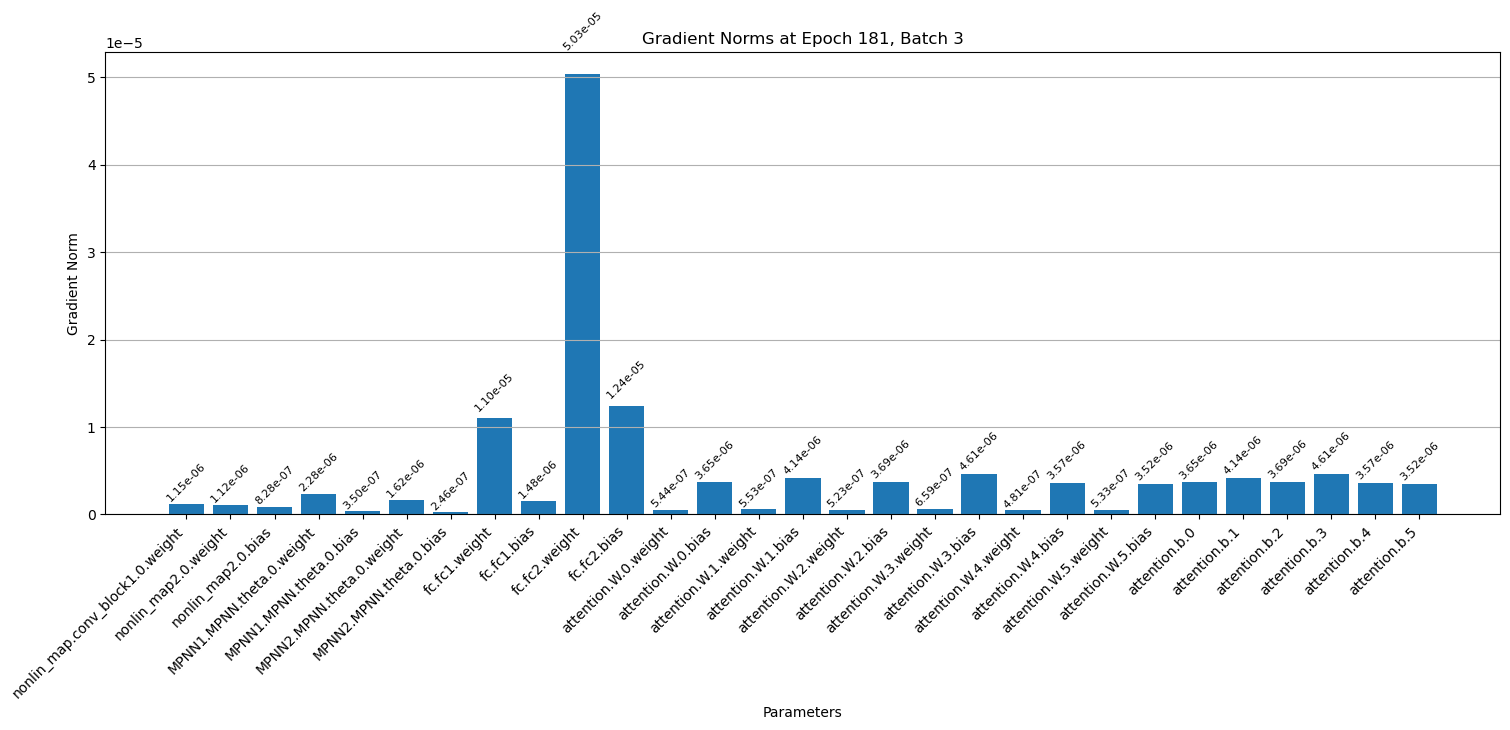 Gradient Norms at Epoch 181, Batch 3
1e−5
5
4
3
2
1
0
Gradient Norm
1.15e-06
1.12e-06
8.28e-07
2.28e-06
3.50e-07
1.62e-06
2.46e-07
1.10e-05
1.48e-06
5.03e-05
1.24e-05
5.44e-07
3.65e-06
5.53e-07
4.14e-06
5.23e-07
3.69e-06
6.59e-07
4.61e-06
4.81e-07
3.57e-06
5.33e-07
3.52e-06
3.65e-06
4.14e-06
3.69e-06
4.61e-06
3.57e-06
3.52e-06
nonlin_map.conv_block1.0.weight
nonlin_map2.0.weight
nonlin_map2.0.bias
MPNN1.MPNN.theta.0.weight
MPNN1.MPNN.theta.0.bias
MPNN2.MPNN.theta.0.weight
MPNN2.MPNN.theta.0.bias
fc.fc1.weight
fc.fc1.bias
fc.fc2.weight
fc.fc2.bias
attention.W.0.weight
attention.W.0.bias
attention.W.1.weight
attention.W.1.bias
attention.W.2.weight
attention.W.2.bias
attention.W.3.weight
attention.W.3.bias
attention.W.4.weight
attention.W.4.bias
attention.W.5.weight
attention.W.5.bias
attention.b.0
attention.b.1
attention.b.2
attention.b.3
attention.b.4
attention.b.5
Parameters